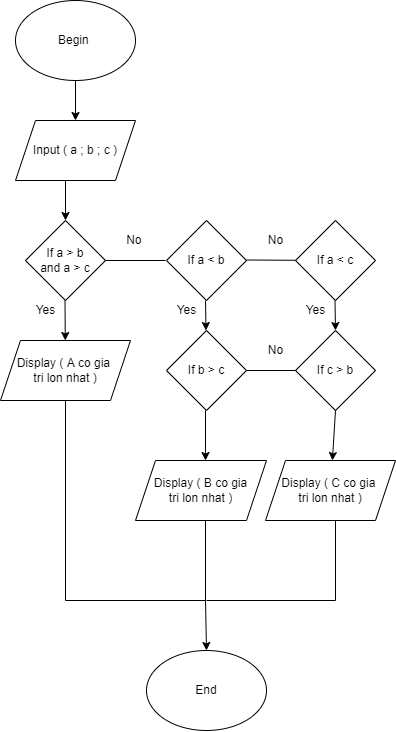 Begin
Input ( a ; b ; c )
If a > b
and a > c
No
If a < b
No
If a < c
Yes
Yes
Yes
Display ( A co gia
tri lon nhat )
If b > c
No
If c > b
Display ( B co gia
tri lon nhat )
Display ( C co gia
tri lon nhat )
End